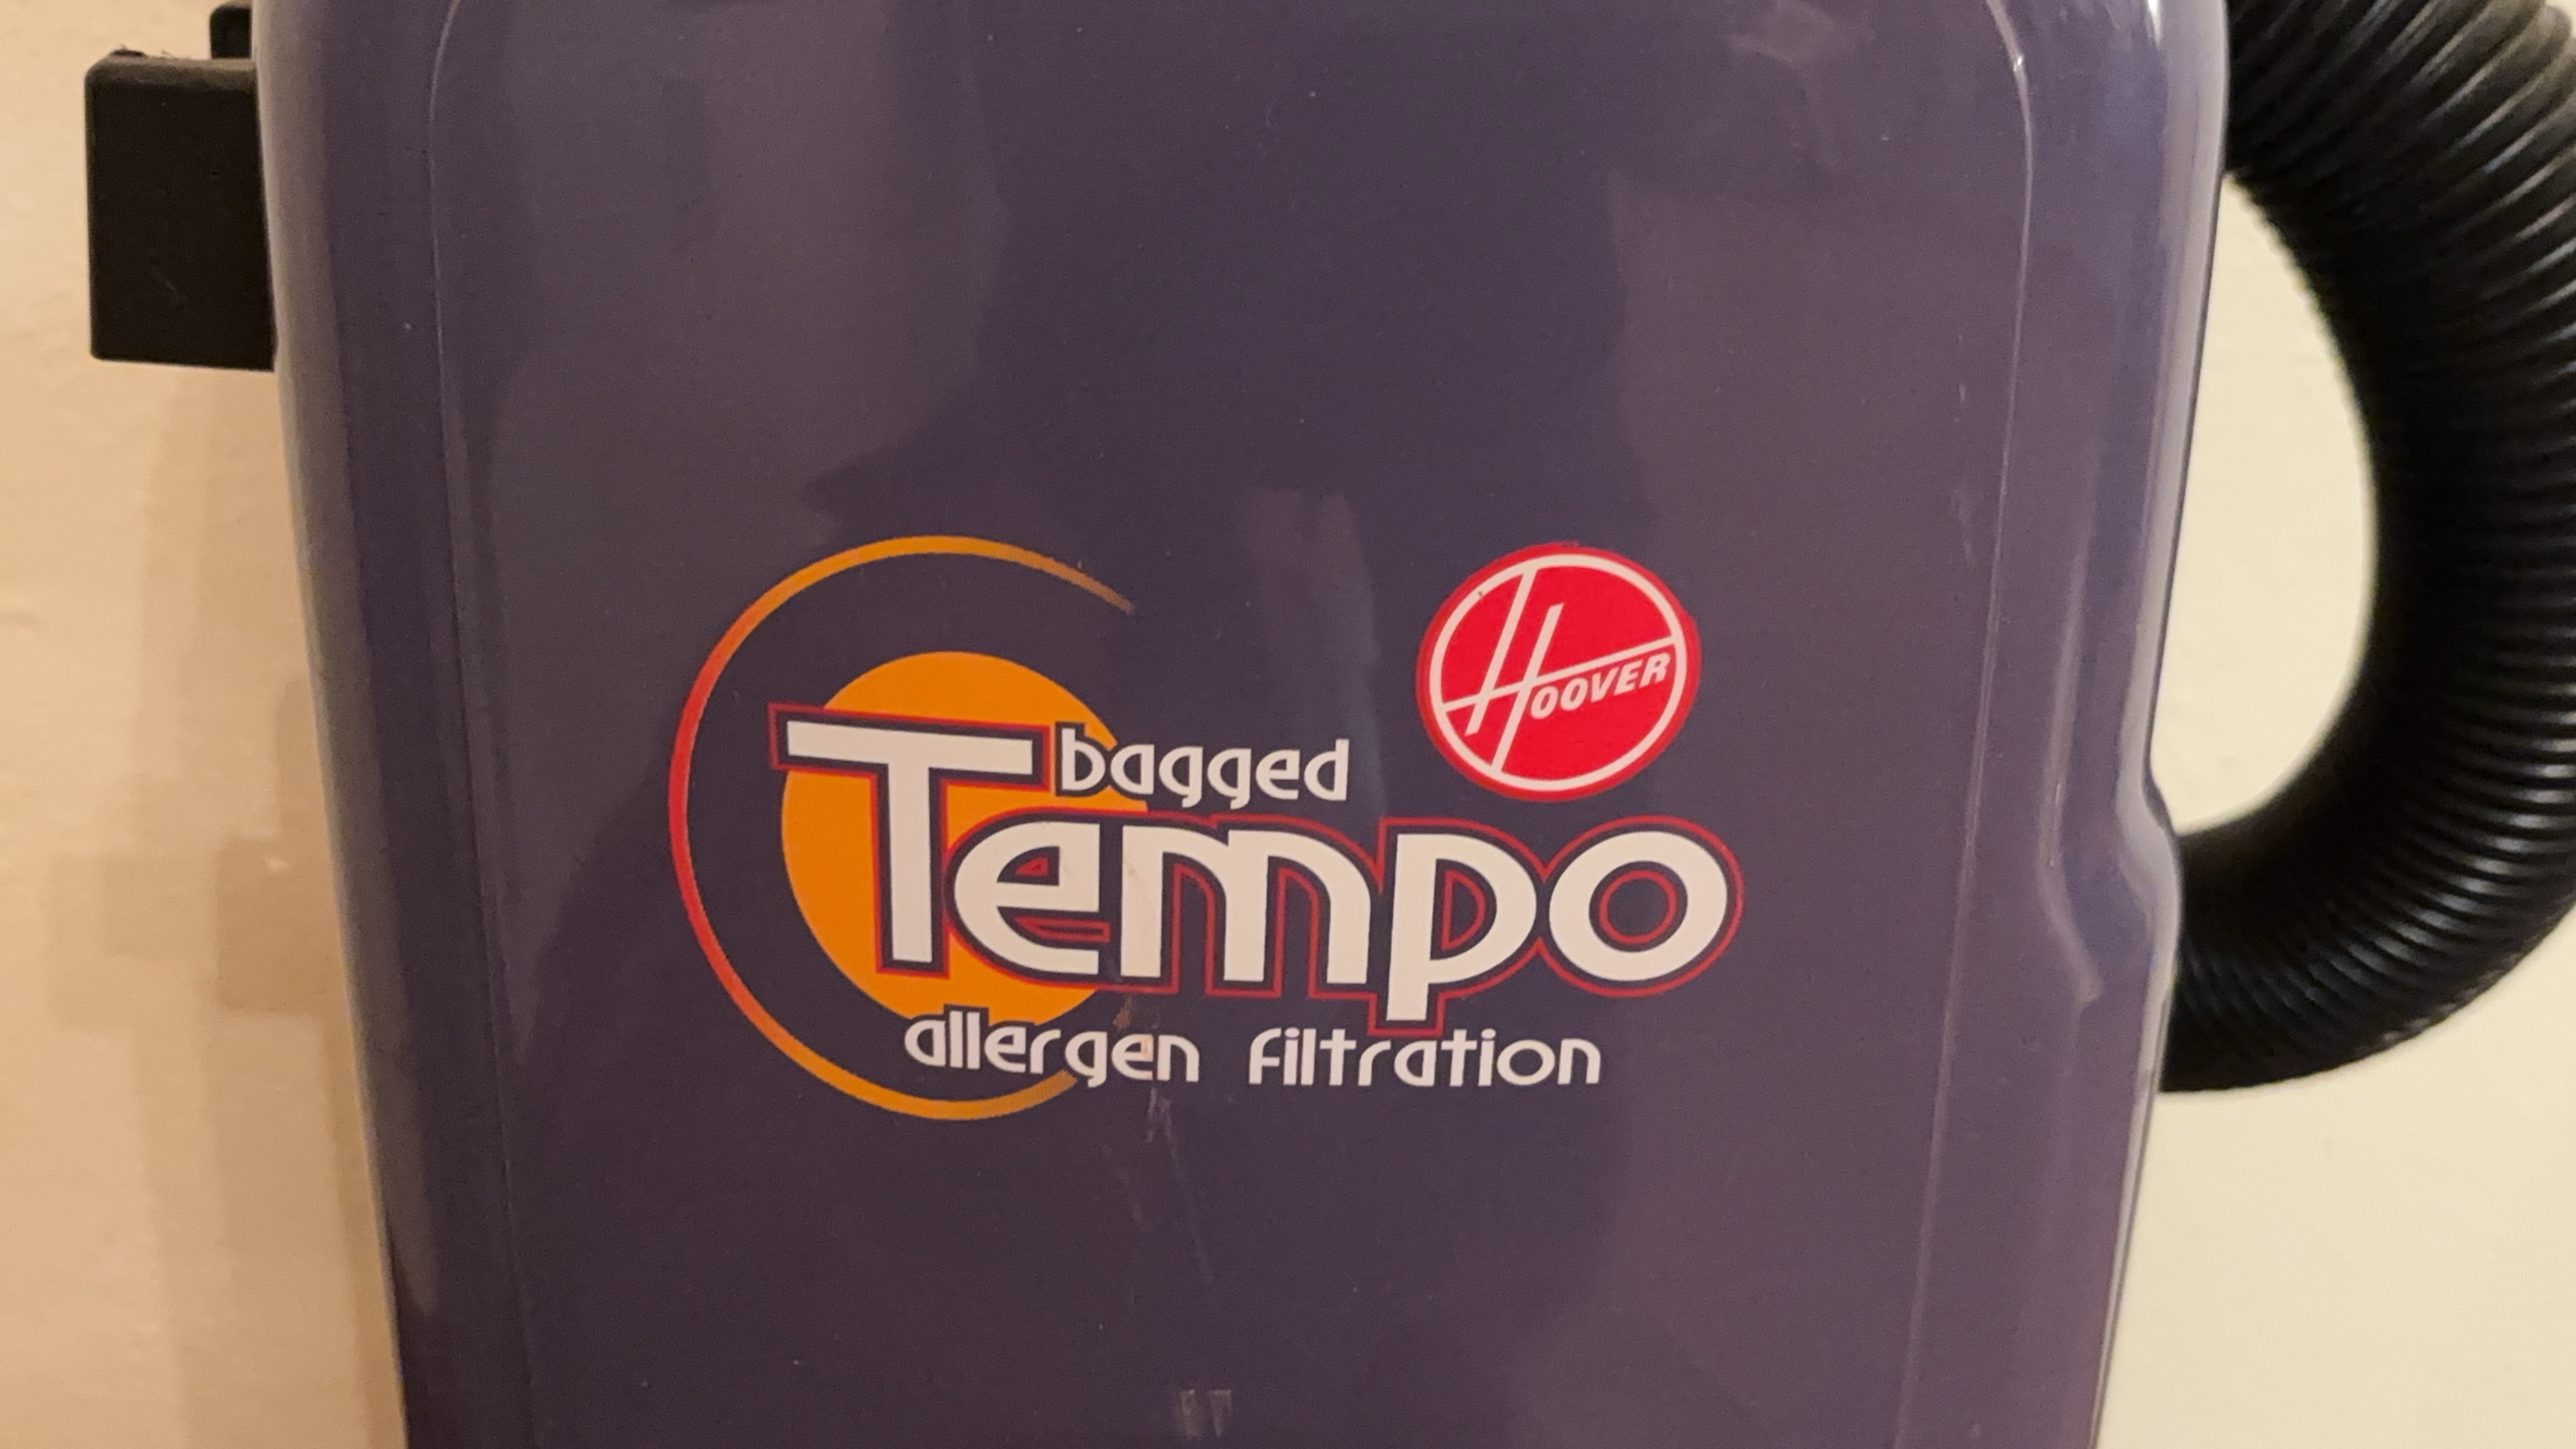 HOOVER
bagged
Tempo
allergen filtration